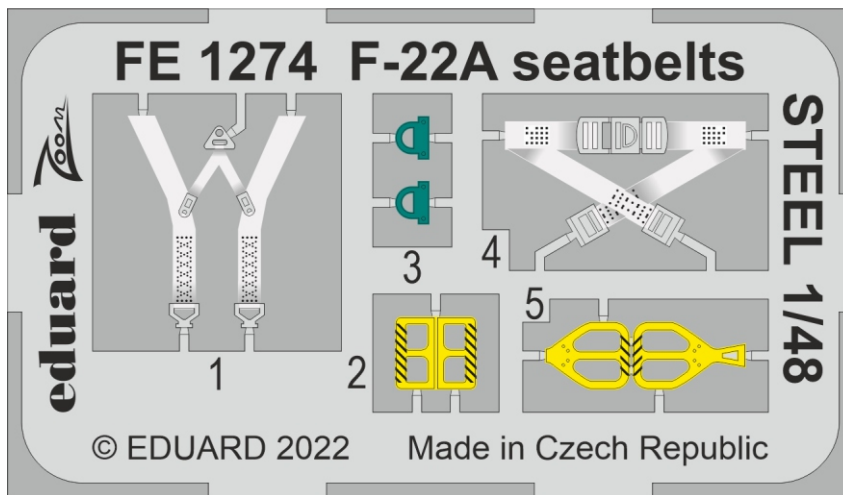 FE 1274 F-22A seatbelts
Zoom
eduard
STEEL 1/48
1
2
3
4
5
© EDUARD 2022 Made in Czech Republic